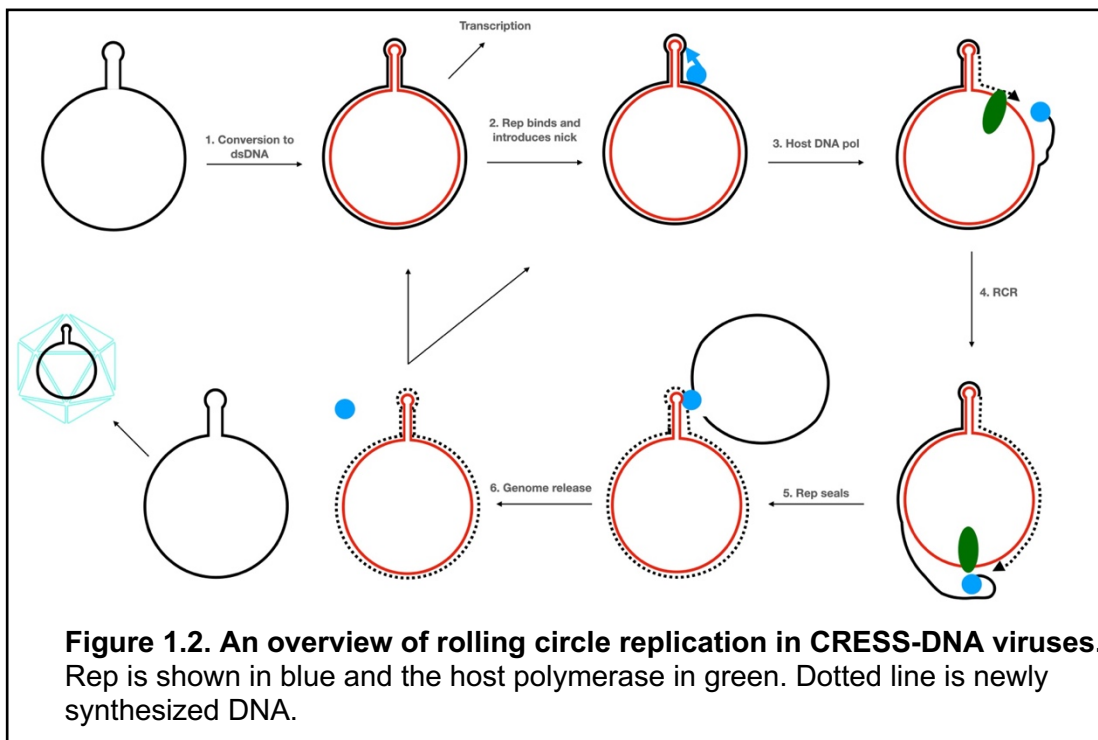 Transcription
1. Conversion to
dsDNA
2. Rep binds and
introduces nick
3. Host DNA pol
4. RCR
5. Rep seals
6. Genome release
Figure 1.2. An overview of rolling circle replication in CRESS-DNA viruses.
Rep is shown in blue and the host polymerase in green. Dotted line is newly
synthesized DNA.